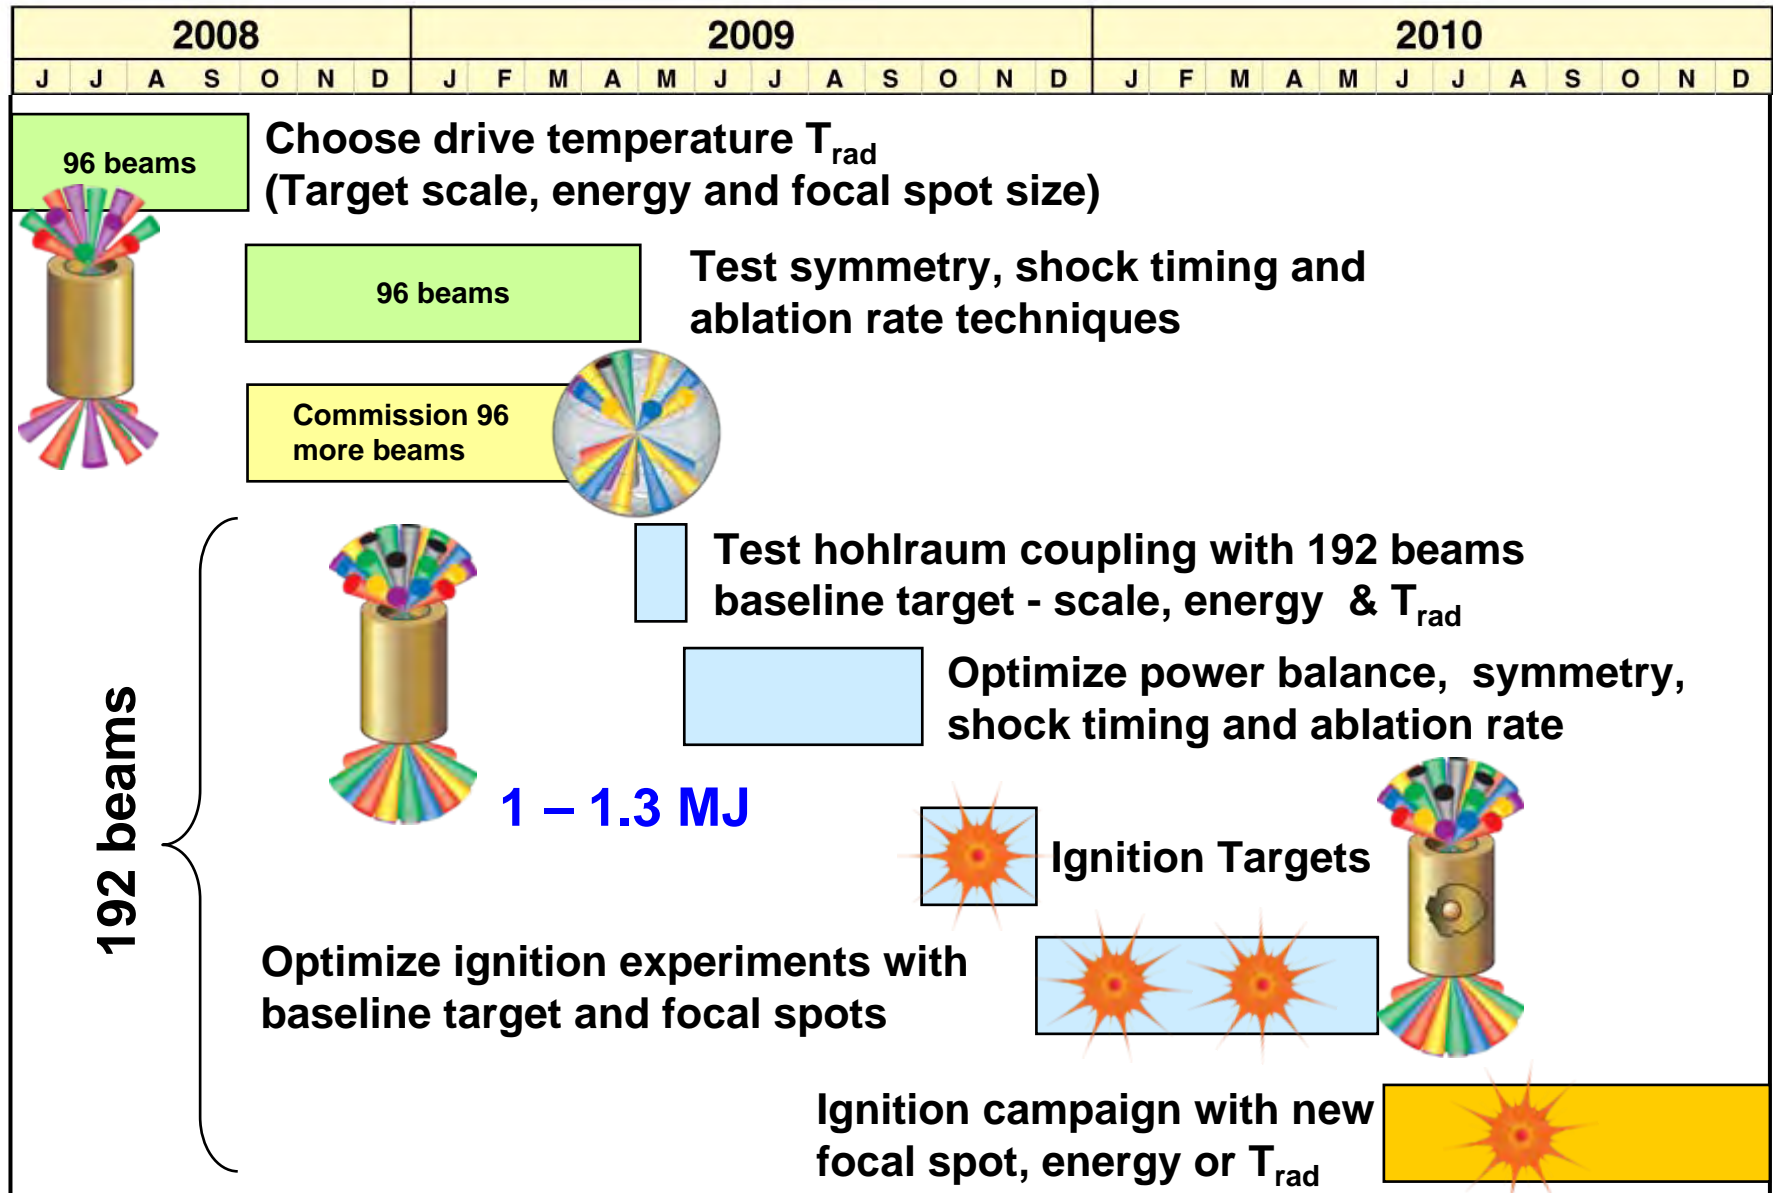 2008 2009 2010
J J A S O N D J F M A M J J A S O N D J F M A M J J A S O N D
96 beams
Choose drive temperature Trad
(Target scale, energy and focal spot size)
96 beams
Test symmetry, shock timing and
ablation rate techniques
Commission 96
more beams
192 beams
Test hohlraum coupling with 192 beams
baseline target - scale, energy & Trad
Optimize power balance, symmetry,
shock timing and ablation rate
1 – 1.3 MJ
Ignition Targets
Optimize ignition experiments with
baseline target and focal spots
Ignition campaign with new
focal spot, energy or Trad